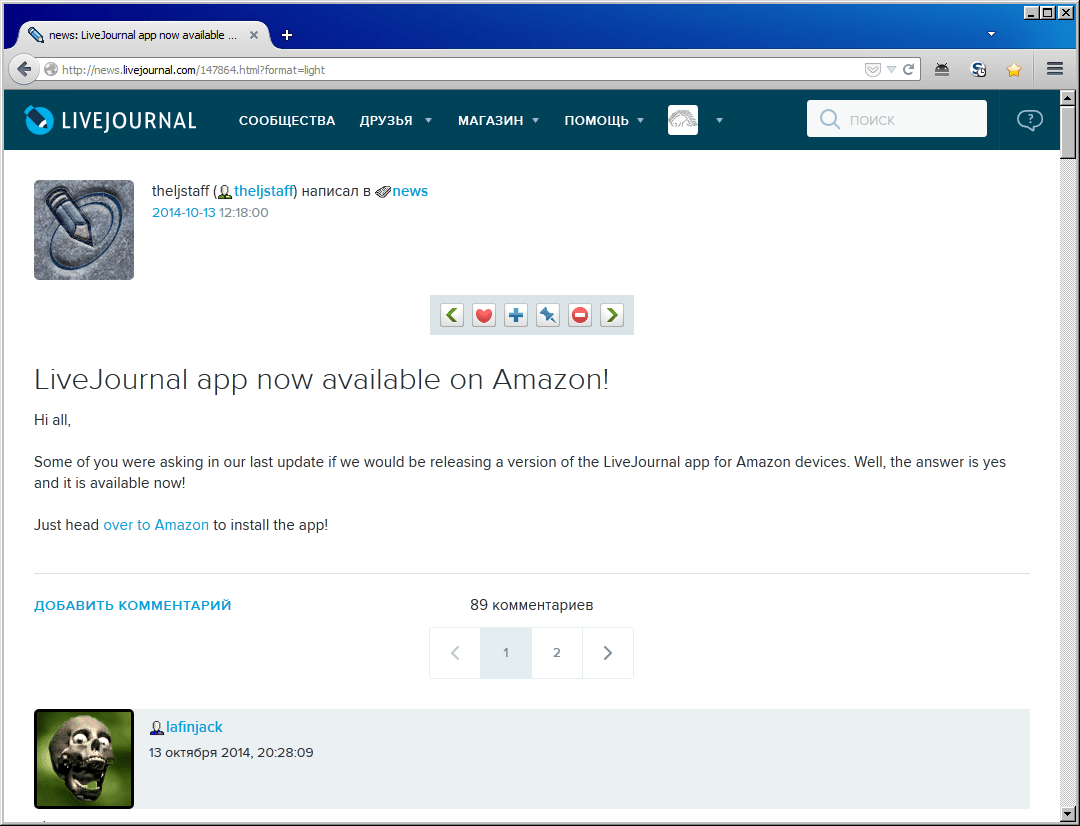 news: LiveJournal app now available ...
http://news.livejournal.com/147864.html?format=light
LIVEJOURNAL СООБЩЕСТВА ДРУЗЬЯ МАГАЗИН ПОМОЩЬ ПОИСК
theljstaff (theljstaff) написал в news
2014-10-13 12:18:00
LiveJournal app now available on Amazon!
Hi all,
Some of you were asking in our last update if we would be releasing a version of the LiveJournal app for Amazon devices. Well, the answer is yes
and it is available now!
Just head over to Amazon to install the app!
ДОБАВИТЬ КОММЕНТАРИЙ 89 комментариев
1 2
lafinjack
13 октября 2014, 20:28:09